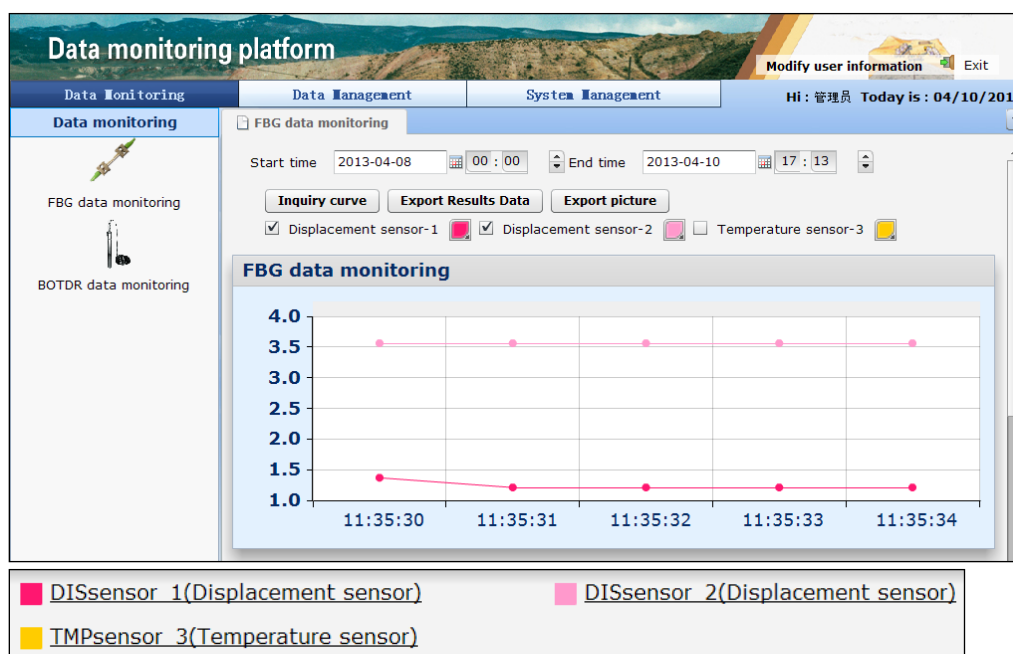 Data monitoring platform
Modify user information Exit
Data Monitoring Data Management System Management Hi : 管理员 Today is : 04/10/201
Data monitoring FBG data monitoring
Start time 2013-04-08 00 : 00 End time 2013-04-10 17 : 13
FBG data monitoring
Inquiry curve Export Results Data Export picture
Displacement sensor-1 Displacement sensor-2 Temperature sensor-3
BOTDR data monitoring
FBG data monitoring
4.0
3.5
3.0
2.5
2.0
1.5
1.0
11:35:30 11:35:31 11:35:32 11:35:33 11:35:34
DISsensor_1(Displacement sensor) DISsensor_2(Displacement sensor)
TMPsensor_3(Temperature sensor)